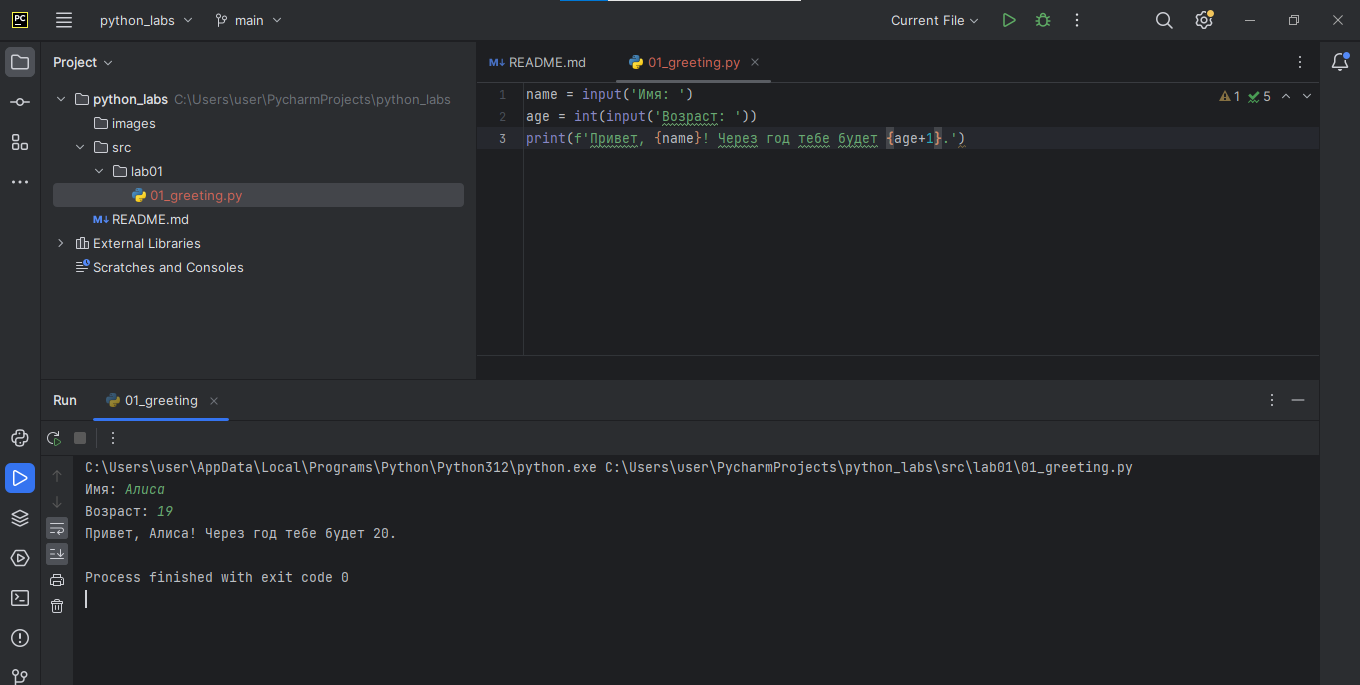 PC python_labs main Current File
Project
python_labs C:\Users\user\PycharmProjects\python_labs
images
src
lab01
01_greeting.py
M↓ README.md
External Libraries
Scratches and Consoles
M↓ README.md 01_greeting.py
1 name = input('Имя: ')
2 age = int(input('Возраст: '))
3 print(f'Привет, {name}! Через год тебе будет {age+1}.')
1 5
Run 01_greeting
C:\Users\user\AppData\Local\Programs\Python\Python312\python.exe C:\Users\user\PycharmProjects\python_labs\src\lab01\01_greeting.py
Имя: Алиса
Возраст: 19
Привет, Алиса! Через год тебе будет 20.
Process finished with exit code 0